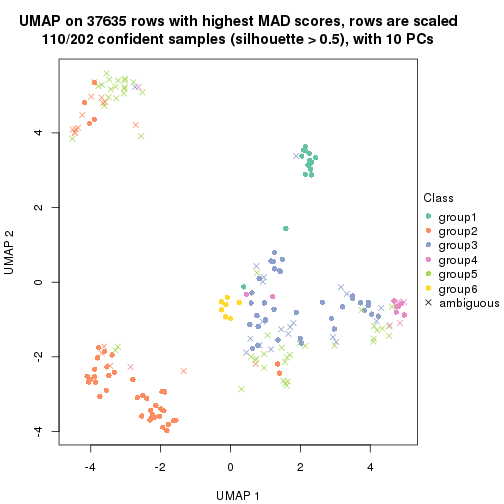 UMAP on 37635 rows with highest MAD scores, rows are scaled
110/202 confident samples (silhouette > 0.5), with 10 PCs
4
2
0
-2
-4
UMAP 2
-4 -2 0 2 4
UMAP 1
Class
group1
group2
group3
group4
group5
group6
ambiguous